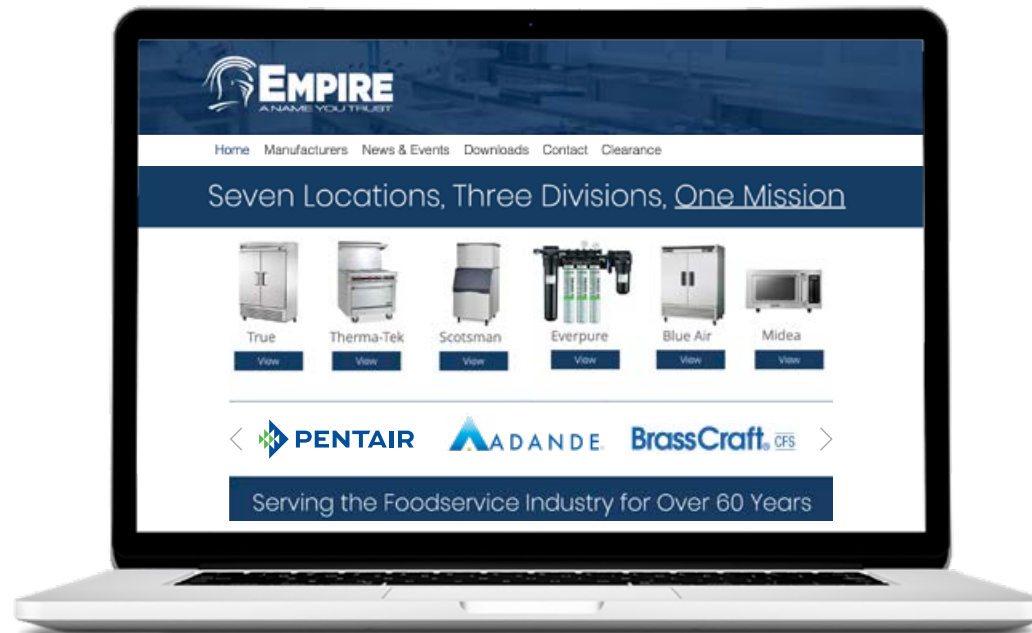 EMPIRE
A NAME YOU TRUST
Home Manufacturers News & Events Downloads Contact Clearance
Seven Locations, Three Divisions, One Mission
True Therma-Tek Scotsman Everpure Blue Air Midea
View View View View View View
PENTAIR ADANDE® BrassCraft® CFS
Serving the Foodservice Industry for Over 60 Years